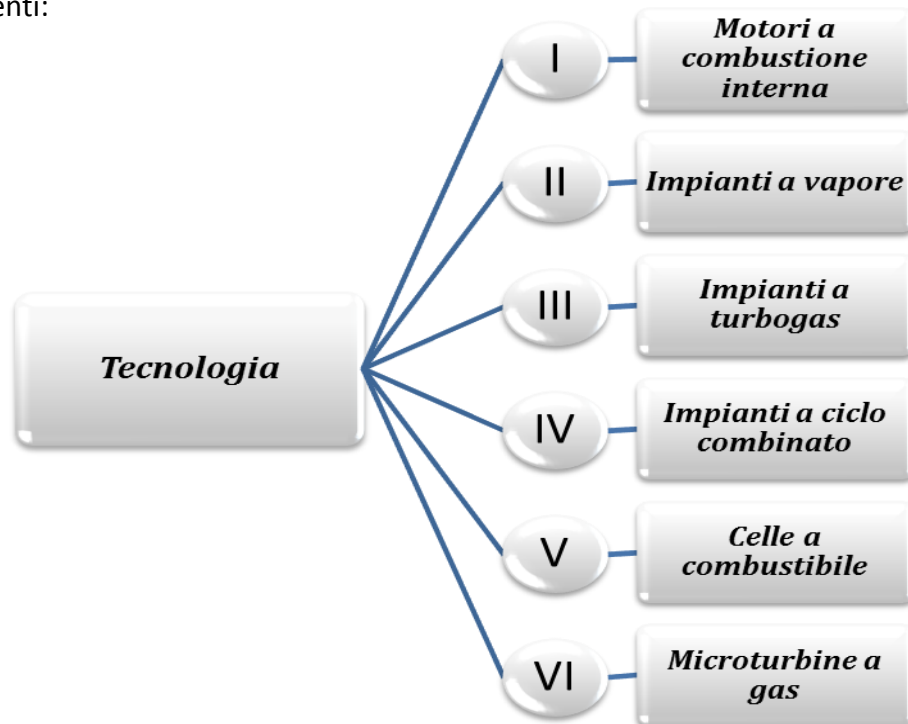 enti:
I
Motori a
combustione
interna
II
Impianti a vapore
III
Impianti a
turbogas
Tecnologia
IV
Impianti a ciclo
combinato
V
Celle a
combustibile
VI
Microturbine a
gas